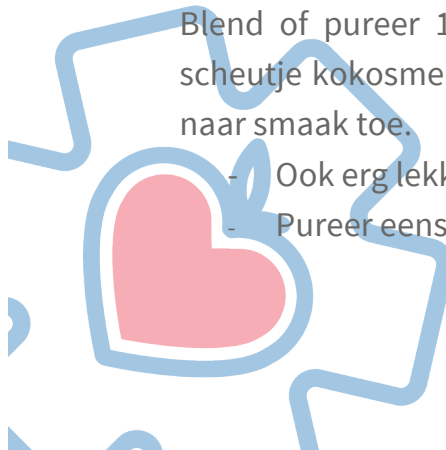 Blend of pureer 1
scheutje kokosme
naar smaak toe.
- Ook erg lekk
- Pureer eens